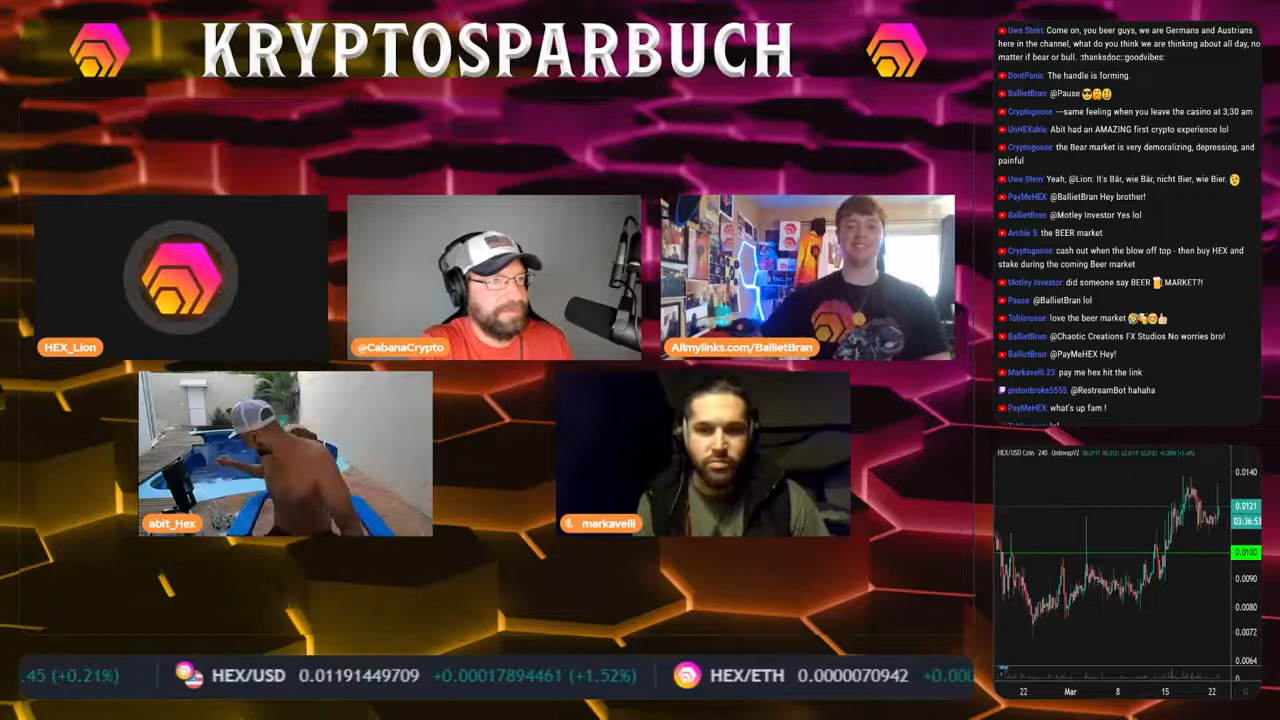 KRYPTOSPARBUCH
HEX_Lion
@CabanaCrypto
Allmylinks.com/BallietBran
abit_Hex
markavelli
.45 (+0.21%)
HEX/USD 0.01191449709 +0.00017894461 (+1.52%)
HEX/ETH 0.0000070942 +0.000
Uwe Stein: Come on, you beer guys, we are Germans and Austrians
here in the channel, what do you think we are thinking about all day, no
matter if bear or bull. :thanksdoc::goodvibes:
DontPanic: The handle is forming.
BallietBran: @Pause 😎🤗😃
Cryptogoose: ---same feeling when you leave the casino at 3;30 am
UnHEXable: Abit had an AMAZING first crypto experience lol
Cryptogoose: the Bear market is very demoralizing, depressing, and
painful
Uwe Stein: Yeah, @Lion: It's Bär, wie Bär, nicht Bier, wie Bier.
PayMeHEX: @BallietBran Hey brother!
BallietBran: @Motley Investor Yes lol
Archie S: the BEER market
Cryptogoose: cash out when the blow off top - then buy HEX and
stake during the coming Beer market
Motley Investor: did someone say BEER 🍺 MARKET?!
Pause: @BallietBran lol
Toblerusse: love the beer market
BallietBran: @Chaotic Creations FX Studios No worries bro!
BallietBran: @PayMeHEX Hey!
Markavelli 23: pay me hex hit the link
pistonbroke5555: @RestreamBot hahaha
PayMeHEX: what's up fam !
HEX/USD Coin 240 UniswapV2
0.0140
0.0121
03:36:53
0.0100
0.0090
0.0080
0.0072
0.0064
0
22 Mar 8 15 22